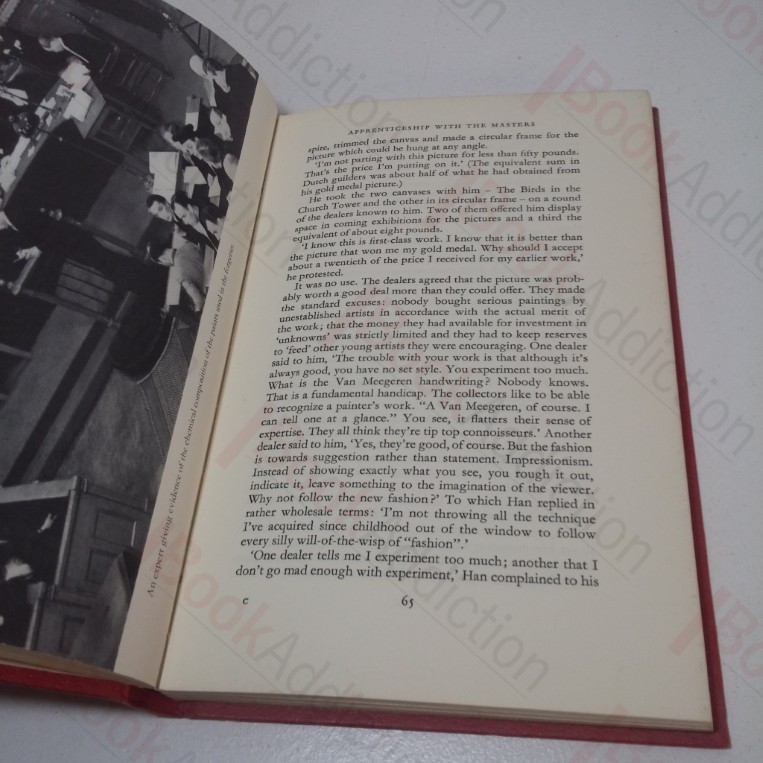 An expert giving evidence of the chemical composition of the paints used in the forgeries
APPRENTICESHIP WITH THE MASTERS
spire, trimmed the canvas and made a circular frame for the
picture which could be hung at any angle.
'I'm not parting with this picture for less than fifty pounds.
That's the price I'm putting on it.' (The equivalent sum in
Dutch guilders was about half of what he had obtained from
his gold medal picture.)
He took the two canvases with him – The Birds in the
Church Tower and the other in its circular frame – on a round
of the dealers known to him. Two of them offered him display
space in coming exhibitions for the pictures and a third the
equivalent of about eight pounds.
'I know this is first-class work. I know that it is better than
the picture that won me my gold medal. Why should I accept
about a twentieth of the price I received for my earlier work,'
he protested.
It was no use. The dealers agreed that the picture was prob-
ably worth a good deal more than they could offer. They made
the standard excuses: nobody bought serious paintings by
unestablished artists in accordance with the actual merit of
the work; that the money they had available for investment in
'unknowns' was strictly limited and they had to keep reserves
to 'feed' other young artists they were encouraging. One dealer
said to him, 'The trouble with your work is that although it's
always good, you have no set style. You experiment too much.
What is the Van Meegeren handwriting? Nobody knows.
That is a fundamental handicap. The collectors like to be able
to recognize a painter's work. "A Van Meegeren, of course. I
can tell one at a glance." You see, it flatters their sense of
expertise. They all think they're tip top connoisseurs.' Another
dealer said to him, 'Yes, they're good, of course. But the fashion
is towards suggestion rather than statement. Impressionism.
Instead of showing exactly what you see, you rough it out,
indicate it, leave something to the imagination of the viewer.
Why not follow the new fashion?' To which Han replied in
rather wholesale terms: 'I'm not throwing all the technique
I've acquired since childhood out of the window to follow
every silly will-of-the-wisp of "fashion".'
'One dealer tells me I experiment too much; another that I
don't go mad enough with experiment,' Han complained to his
c
65
BookAddiction